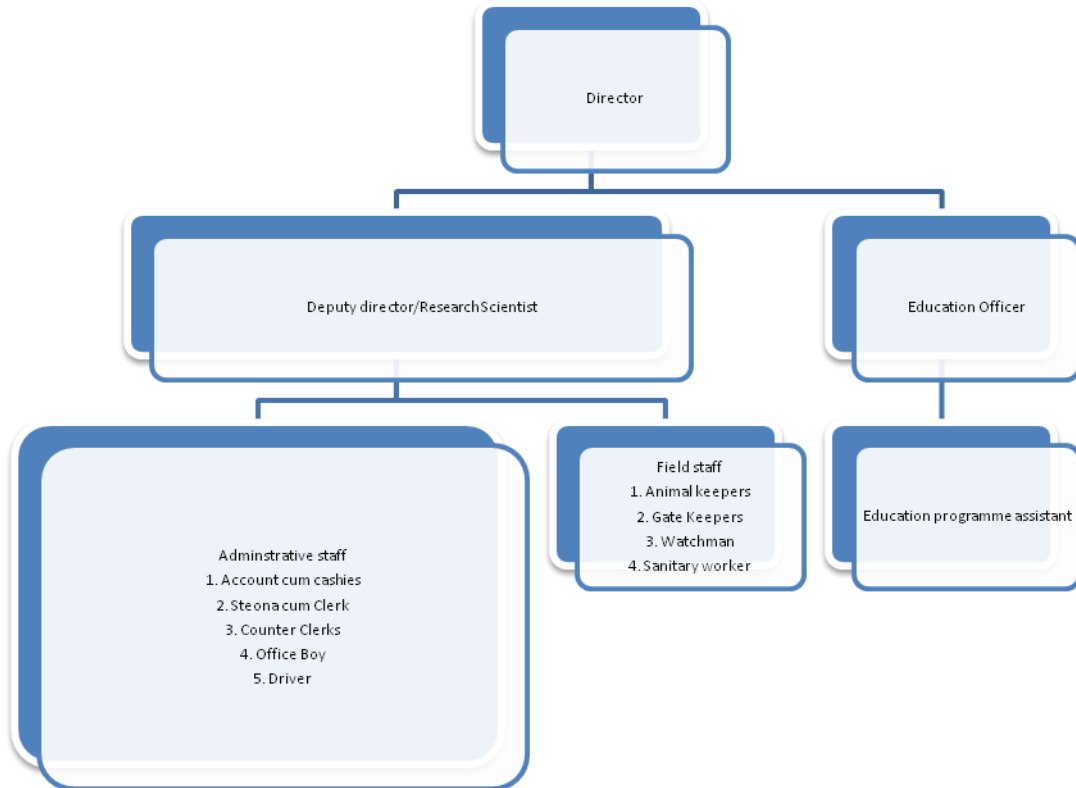 Director
Deputy director/Research Scientist
Education Officer
Adminstrative staff
1. Account cum cashies
2. Steona cum Clerk
3. Counter Clerks
4. Office Boy
5. Driver
Field staff
1. Animal keepers
2. Gate Keepers
3. Watchman
4. Sanitary worker
Education programme assistant